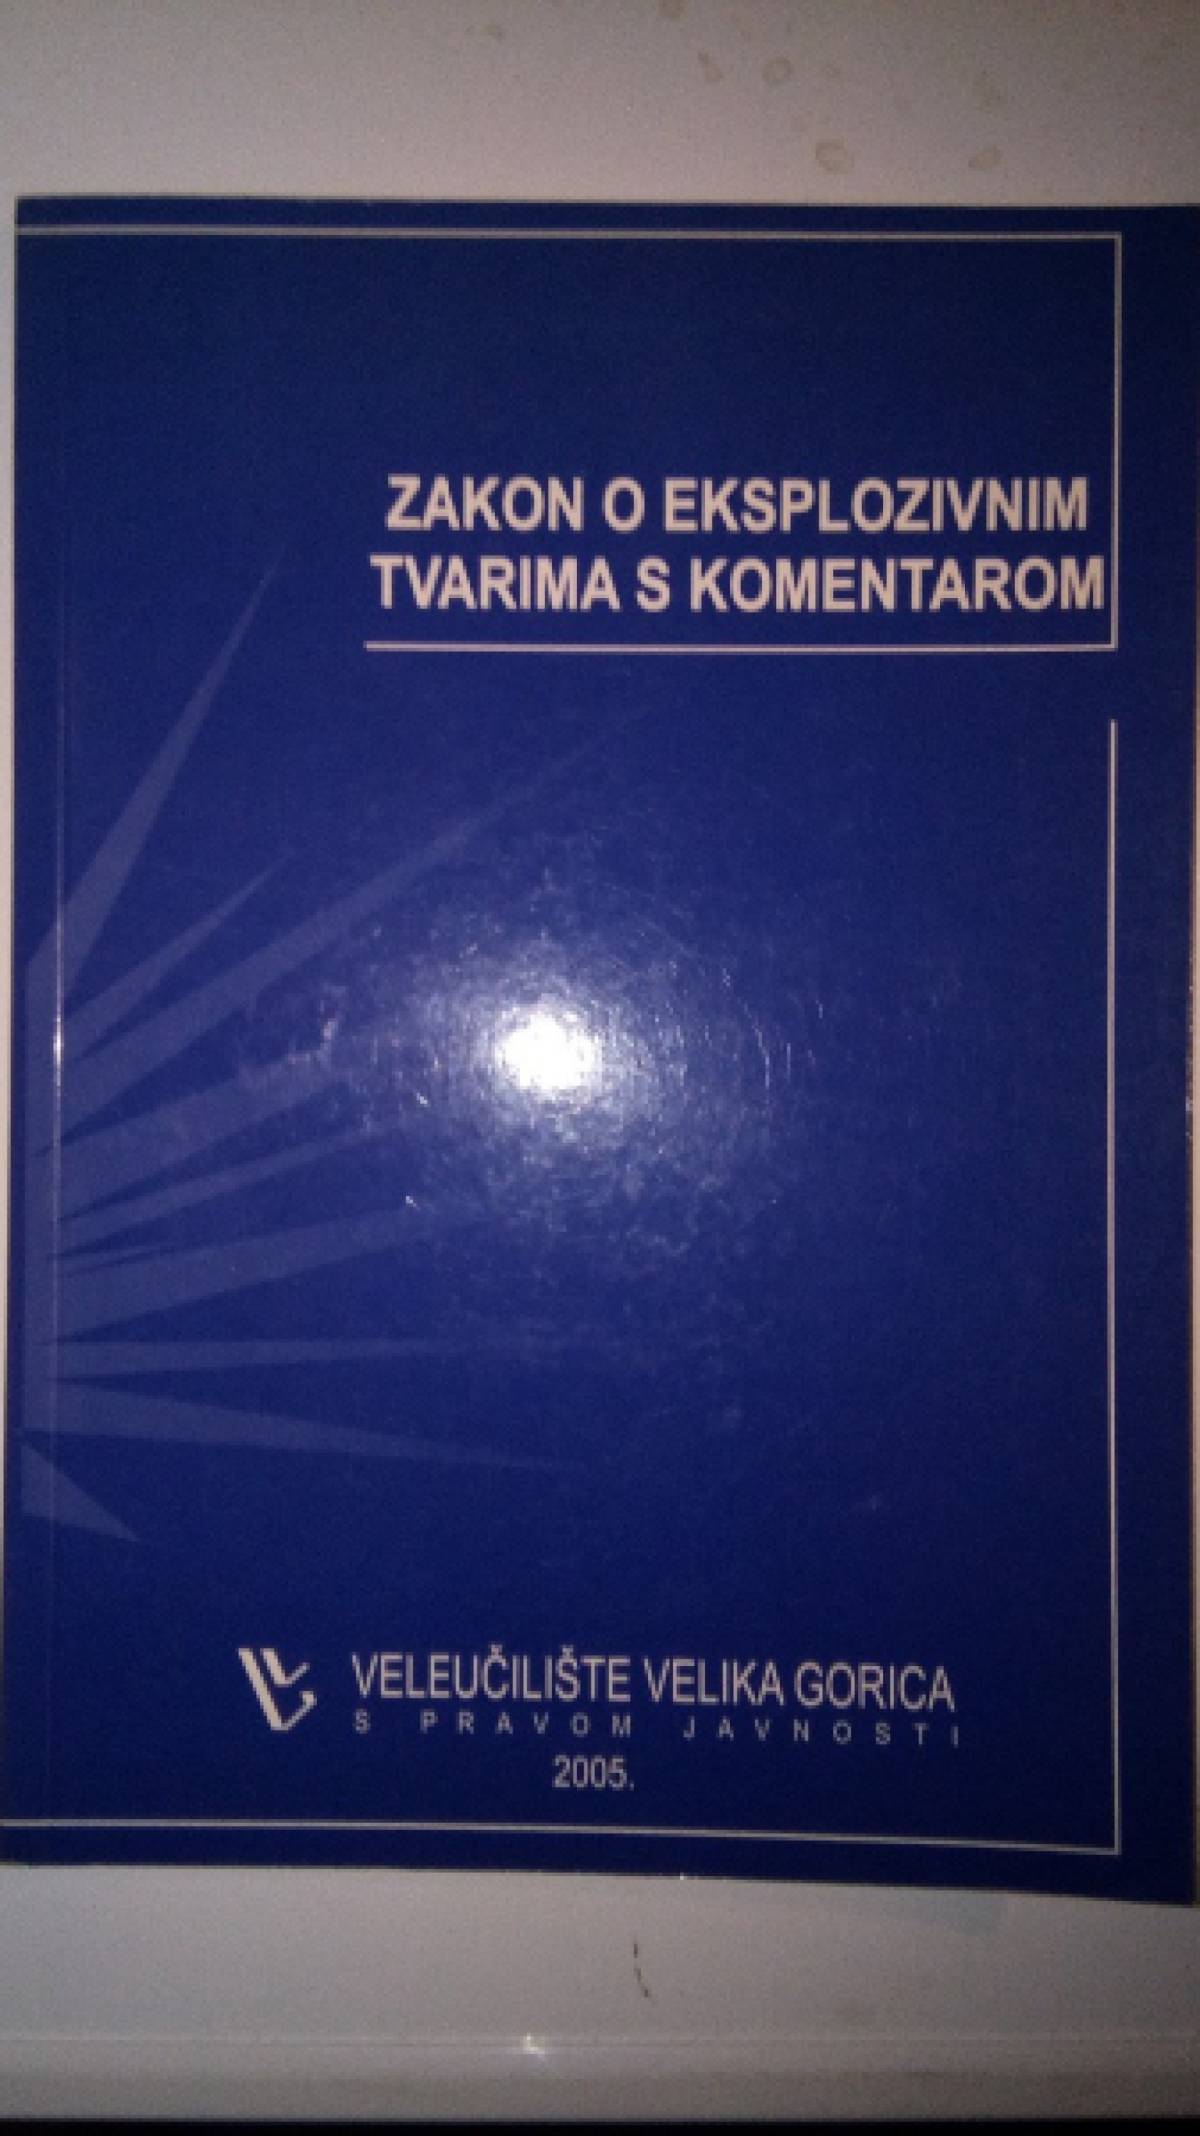 ZAKON O EKSPLOZIVNIM
TVARIMA S KOMENTAROM
VELEUČILIŠTE VELIKA GORICA
S PRAVOM JAVNOSTI
2005.